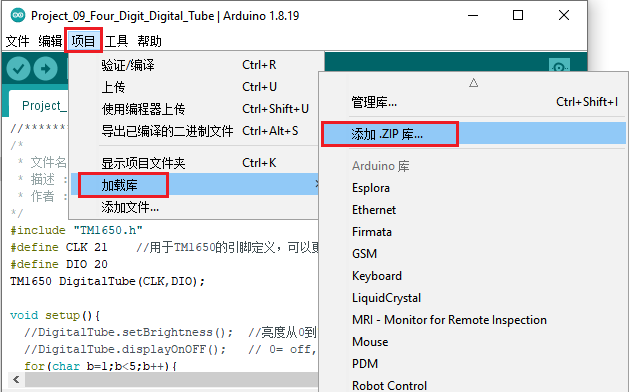 Project_09_Four_Digit_Digital_Tube | Arduino 1.8.19
文件 编辑 项目 工具 帮助
验证/编译 Ctrl+R
上传 Ctrl+U
使用编程器上传 Ctrl+Shift+U
导出已编译的二进制文件 Ctrl+Alt+S
显示项目文件夹 Ctrl+K
加载库
添加文件...
管理库... Ctrl+Shift+I
添加 .ZIP 库...
Arduino 库
Esplora
Ethernet
Firmata
GSM
Keyboard
LiquidCrystal
MRI - Monitor for Remote Inspection
Mouse
PDM
Robot Control
Project_
//*******
/*
* 文件名
* 描述 :
* 作者 :
*/
#include "TM1650.h"
#define CLK 21 //用于TM1650的引脚定义，可以
#define DIO 20
TM1650 DigitalTube(CLK,DIO);
void setup(){
//DigitalTube.setBrightness(); //亮度从0到
//DigitalTube.displayOnOFF(); // 0= off,
for(char b=1;b<5;b++){